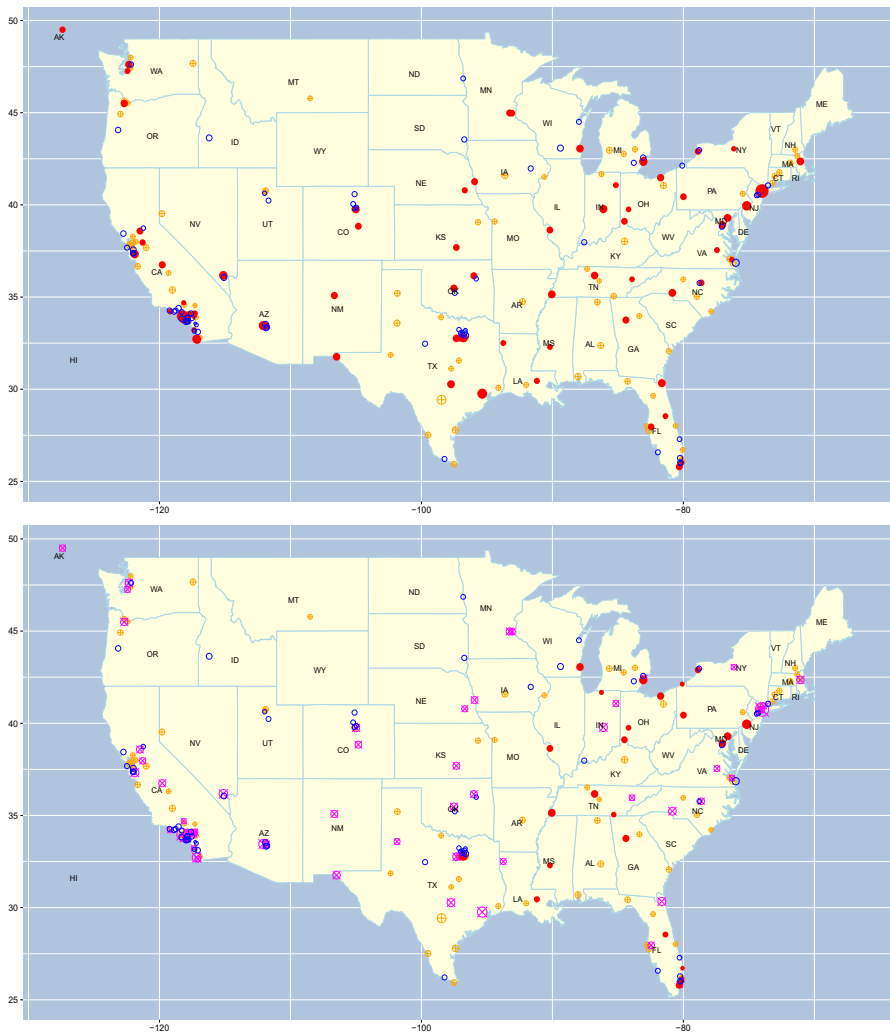 50
AK
WA
ND
MT
MN
ME
45
VT
OR
WI
ID
SD
NH
WY
MI
NY
MA
CT RI
IA
NE
PA
40
NJ
IL
IN
OH
NV
UT
MD
DE
CO
WV
KS
MO
VA
KY
CA
35
OK
TN
NC
AR
AZ
NM
SC
MS
AL
GA
HI
TX
30
LA
FL
25
−120
−100
−80
50
AK
WA
ND
MT
MN
ME
45
VT
OR
WI
ID
SD
NH
WY
MI
NY
MA
CT RI
IA
NE
PA
40
NJ
IL
IN
OH
NV
UT
MD
DE
CO
WV
KS
MO
VA
KY
CA
35
OK
TN
NC
AR
AZ
NM
SC
MS
AL
GA
HI
TX
30
LA
FL
25
−120
−100
−80